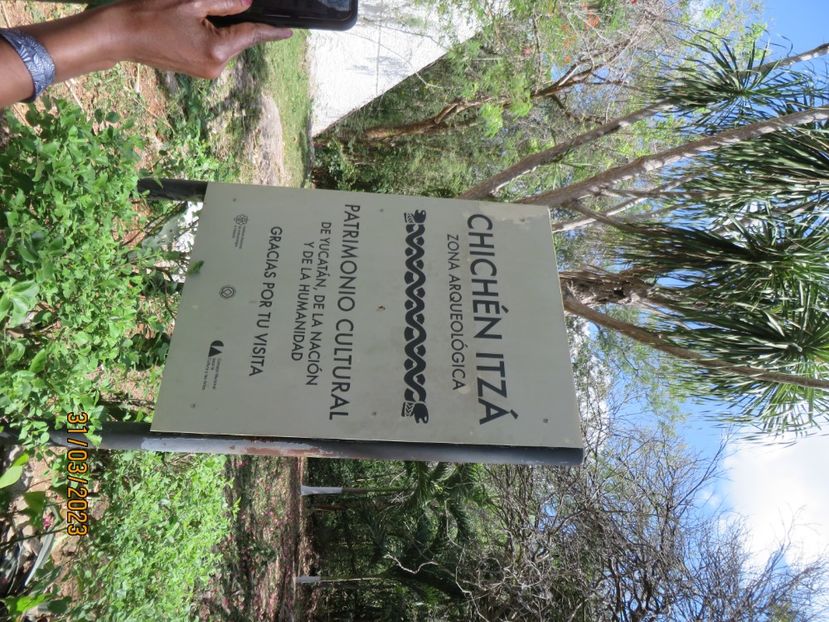 CHICHÉN ITZÁ
ZONA ARQUEOLÓGICA
PATRIMONIO CULTURAL
DE YUCATÁN, DE LA NACIÓN
Y DE LA HUMANIDAD
GRACIAS POR TU VISITA
31/03/2023